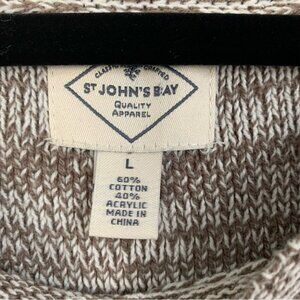 ST JOHN'S BAY
QUALITY
APPAREL
L
60%
COTTON
40%
ACRYLIC
MADE IN
CHINA